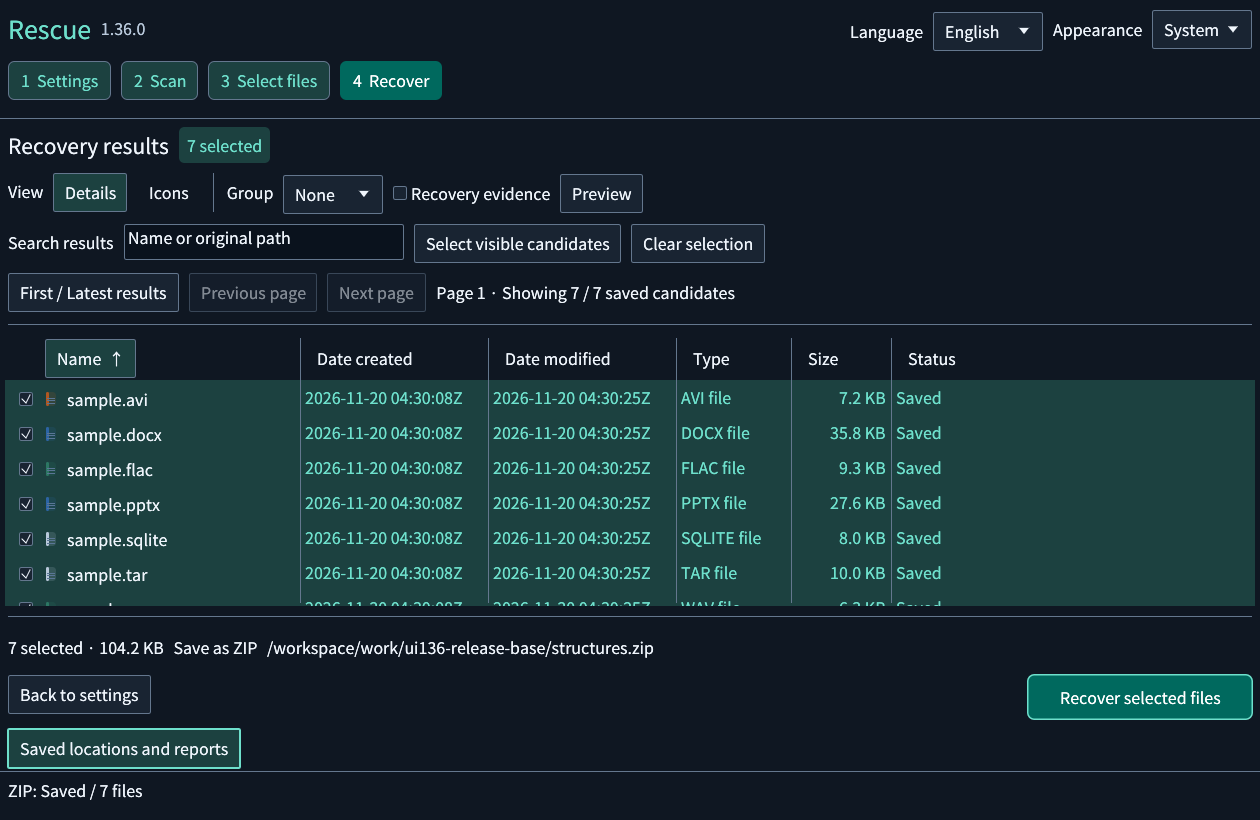 Rescue 1.36.0
Language English Appearance System
1 Settings 2 Scan 3 Select files 4 Recover
Recovery results 7 selected
View Details Icons Group None Recovery evidence Preview
Search results Name or original path Select visible candidates Clear selection
First / Latest results Previous page Next page Page 1 · Showing 7 / 7 saved candidates
Name ↑ Date created Date modified Type Size Status
sample.avi 2026-11-20 04:30:08Z 2026-11-20 04:30:25Z AVI file 7.2 KB Saved
sample.docx 2026-11-20 04:30:08Z 2026-11-20 04:30:25Z DOCX file 35.8 KB Saved
sample.flac 2026-11-20 04:30:08Z 2026-11-20 04:30:25Z FLAC file 9.3 KB Saved
sample.pptx 2026-11-20 04:30:08Z 2026-11-20 04:30:25Z PPTX file 27.6 KB Saved
sample.sqlite 2026-11-20 04:30:08Z 2026-11-20 04:30:25Z SQLITE file 8.0 KB Saved
sample.tar 2026-11-20 04:30:08Z 2026-11-20 04:30:25Z TAR file 10.0 KB Saved
7 selected · 104.2 KB Save as ZIP /workspace/work/ui136-release-base/structures.zip
Back to settings Recover selected files
Saved locations and reports
ZIP: Saved / 7 files